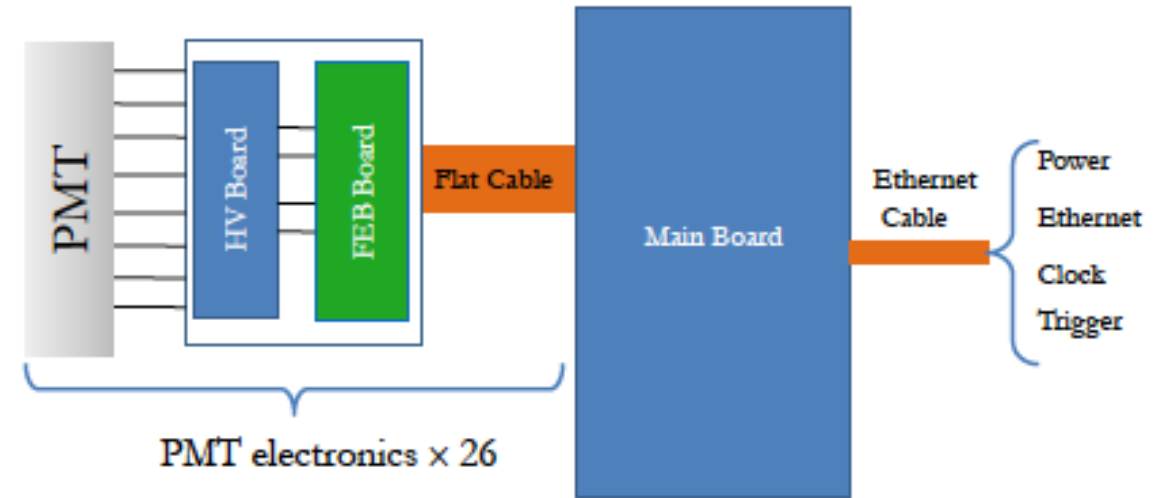 PMT
HV Board
FEB Board
Flat Cable
PMT electronics × 26
Main Board
Ethernet
Cable
Power
Ethernet
Clock
Trigger